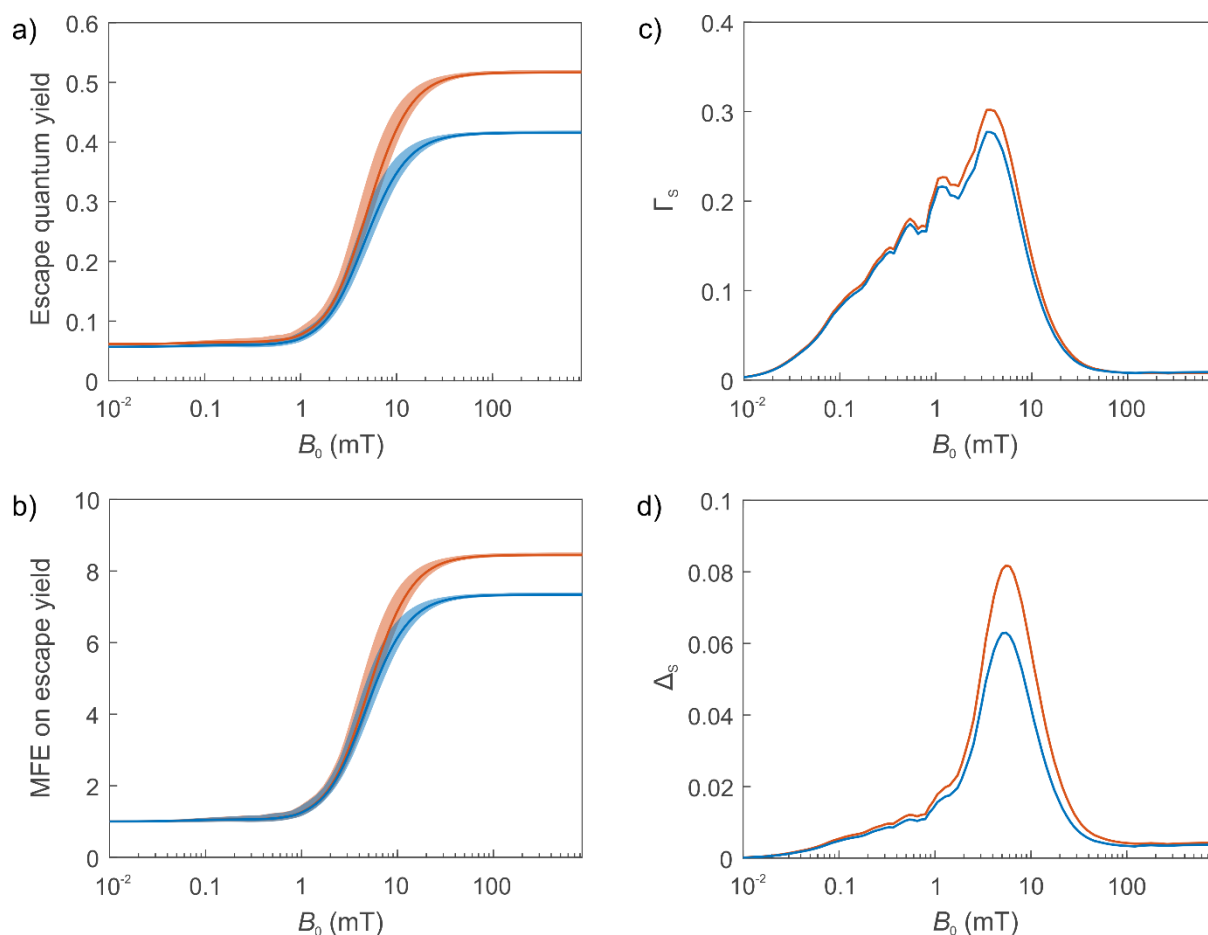 a)
Escape quantum yield
0.6
0.5
0.4
0.3
0.2
0.1
0
10⁻² 0.1 1 10 100
B₀ (mT)
b)
MFE on escape yield
10
8
6
4
2
0
10⁻² 0.1 1 10 100
B₀ (mT)
c)
Γₛ
0.4
0.3
0.2
0.1
0
10⁻² 0.1 1 10 100
B₀ (mT)
d)
Δₛ
0.1
0.08
0.06
0.04
0.02
0
10⁻² 0.1 1 10 100
B₀ (mT)